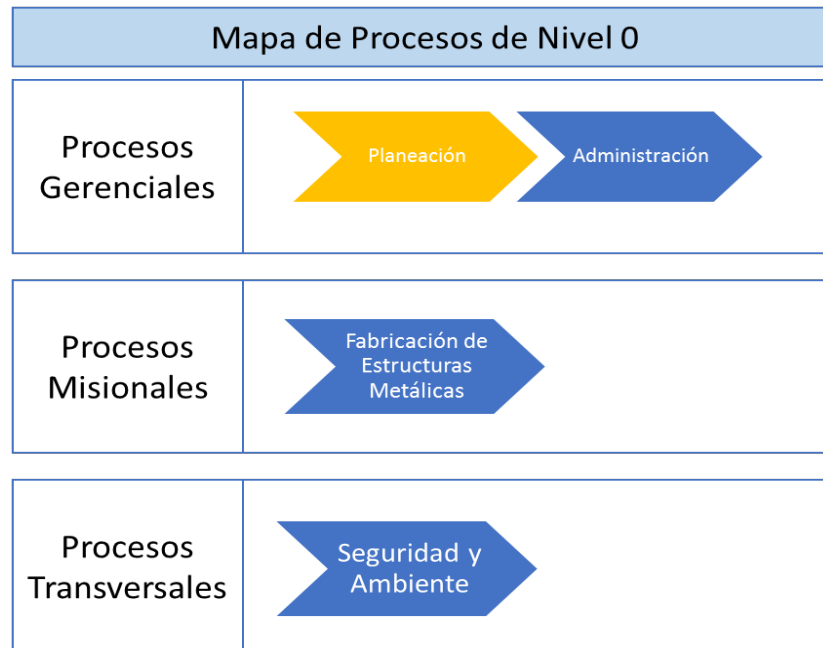 Mapa de Procesos de Nivel 0
Procesos
Gerenciales
Planeación
Administración
Procesos
Misionales
Fabricación de
Estructuras
Metálicas
Procesos
Transversales
Seguridad y
Ambiente